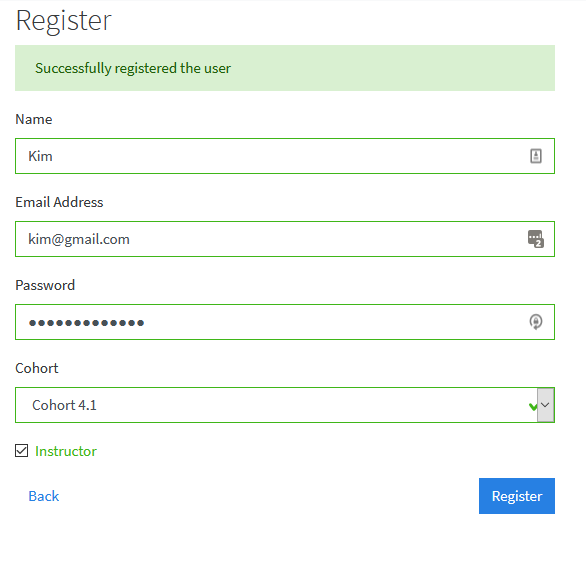 Register
Successfully registered the user
Name
Kim
Email Address
kim@gmail.com
2
Password
●●●●●●●●●●●●●
Cohort
Cohort 4.1
Instructor
Back
Register